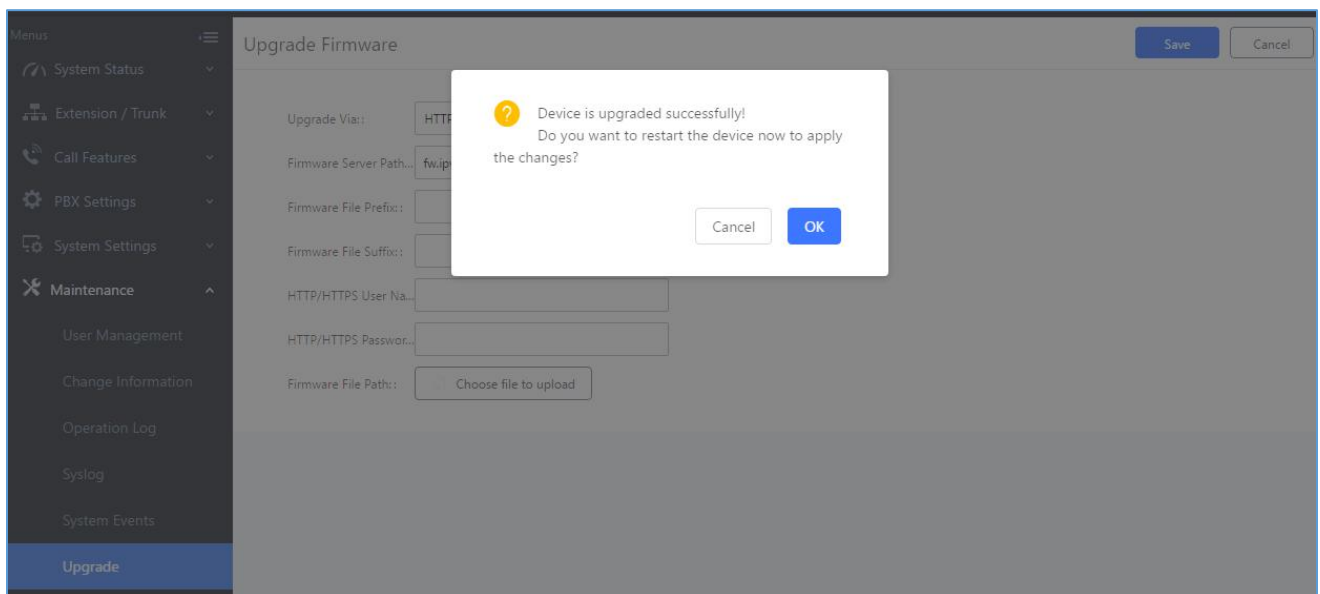 Menus
System Status
Extension / Trunk
Call Features
PBX Settings
System Settings
Maintenance
User Management
Change Information
Operation Log
Syslog
System Events
Upgrade
Upgrade Firmware
Save
Cancel
Upgrade Via::
Firmware Server Path...
fw.ip
Firmware File Prefix::
Firmware File Suffix::
HTTP/HTTPS User Na...
HTTP/HTTPS Passwor...
Firmware File Path::
Choose file to upload
Device is upgraded successfully!
Do you want to restart the device now to apply
the changes?
Cancel
OK